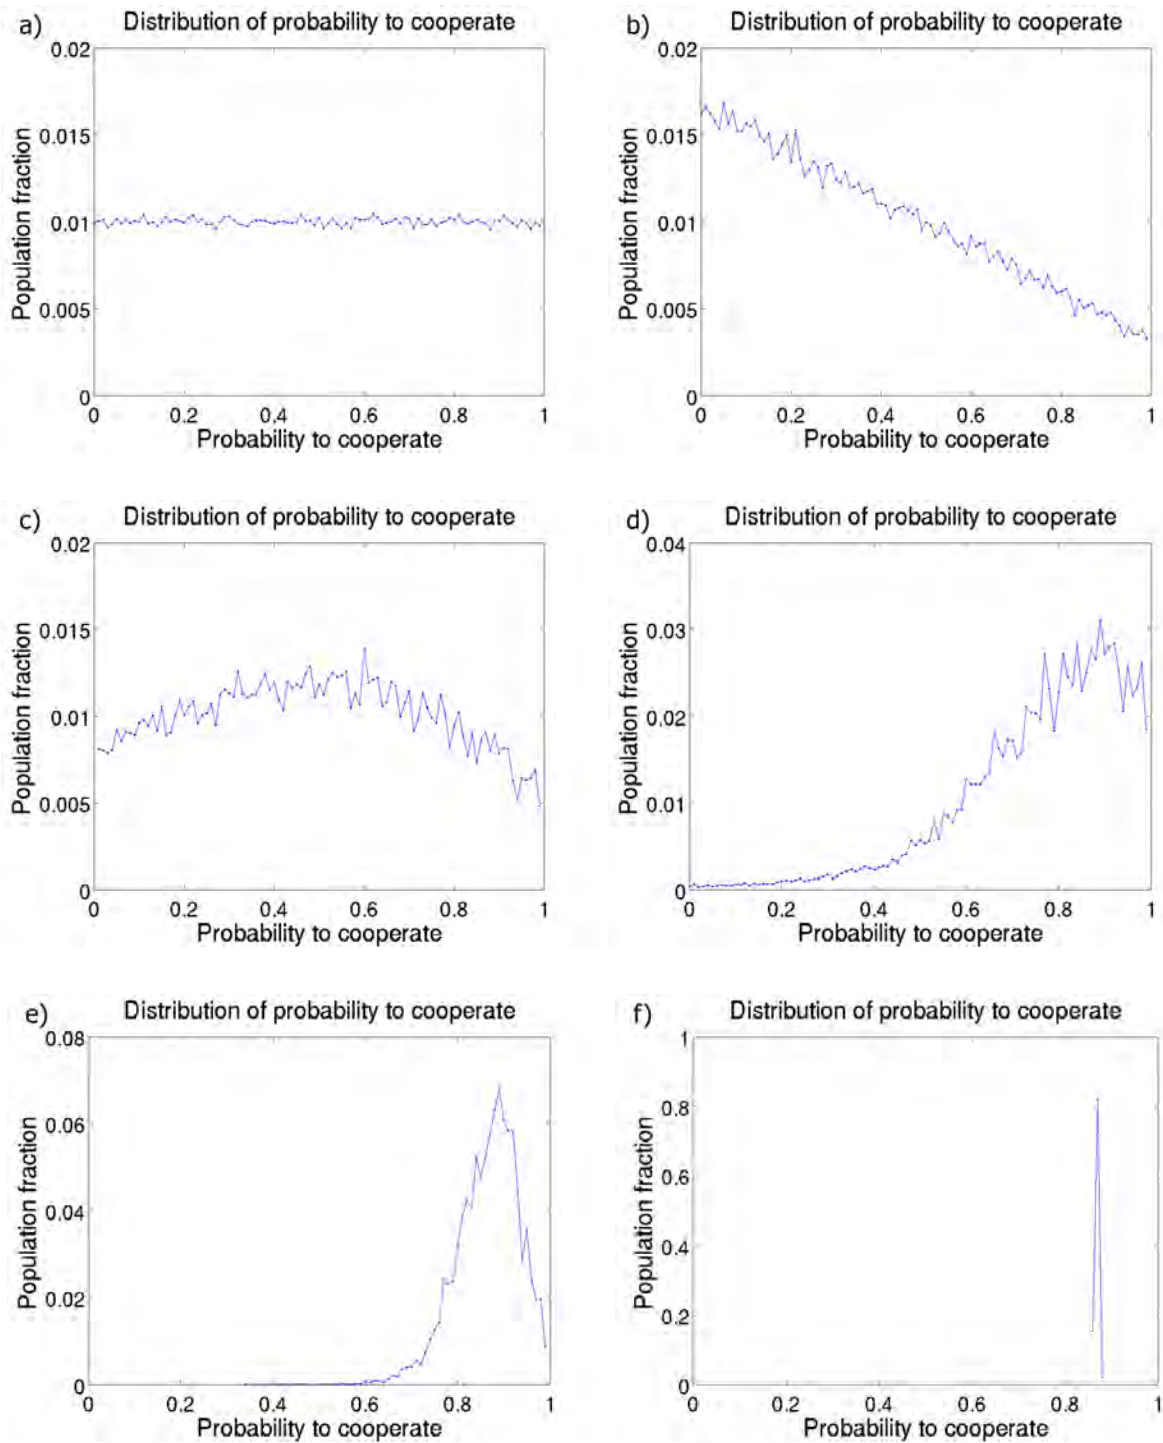 a) Distribution of probability to cooperate
0.02
0.015
0.01
0.005
0
0 0.2 0.4 0.6 0.8 1
Population fraction
Probability to cooperate
b) Distribution of probability to cooperate
0.02
0.015
0.01
0.005
0
0 0.2 0.4 0.6 0.8 1
Population fraction
Probability to cooperate
c) Distribution of probability to cooperate
0.02
0.015
0.01
0.005
0
0 0.2 0.4 0.6 0.8 1
Population fraction
Probability to cooperate
d) Distribution of probability to cooperate
0.04
0.03
0.02
0.01
0
0 0.2 0.4 0.6 0.8 1
Population fraction
Probability to cooperate
e) Distribution of probability to cooperate
0.08
0.06
0.04
0.02
0
0 0.2 0.4 0.6 0.8 1
Population fraction
Probability to cooperate
f) Distribution of probability to cooperate
1
0.8
0.6
0.4
0.2
0
0 0.2 0.4 0.6 0.8 1
Population fraction
Probability to cooperate